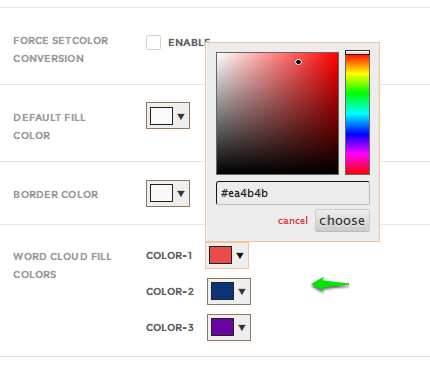 FORCE SETCOLOR
CONVERSION
ENABLE
DEFAULT FILL
COLOR
#ea4b4b
cancel
choose
BORDER COLOR
WORD CLOUD FILL
COLORS
COLOR-1
COLOR-2
COLOR-3